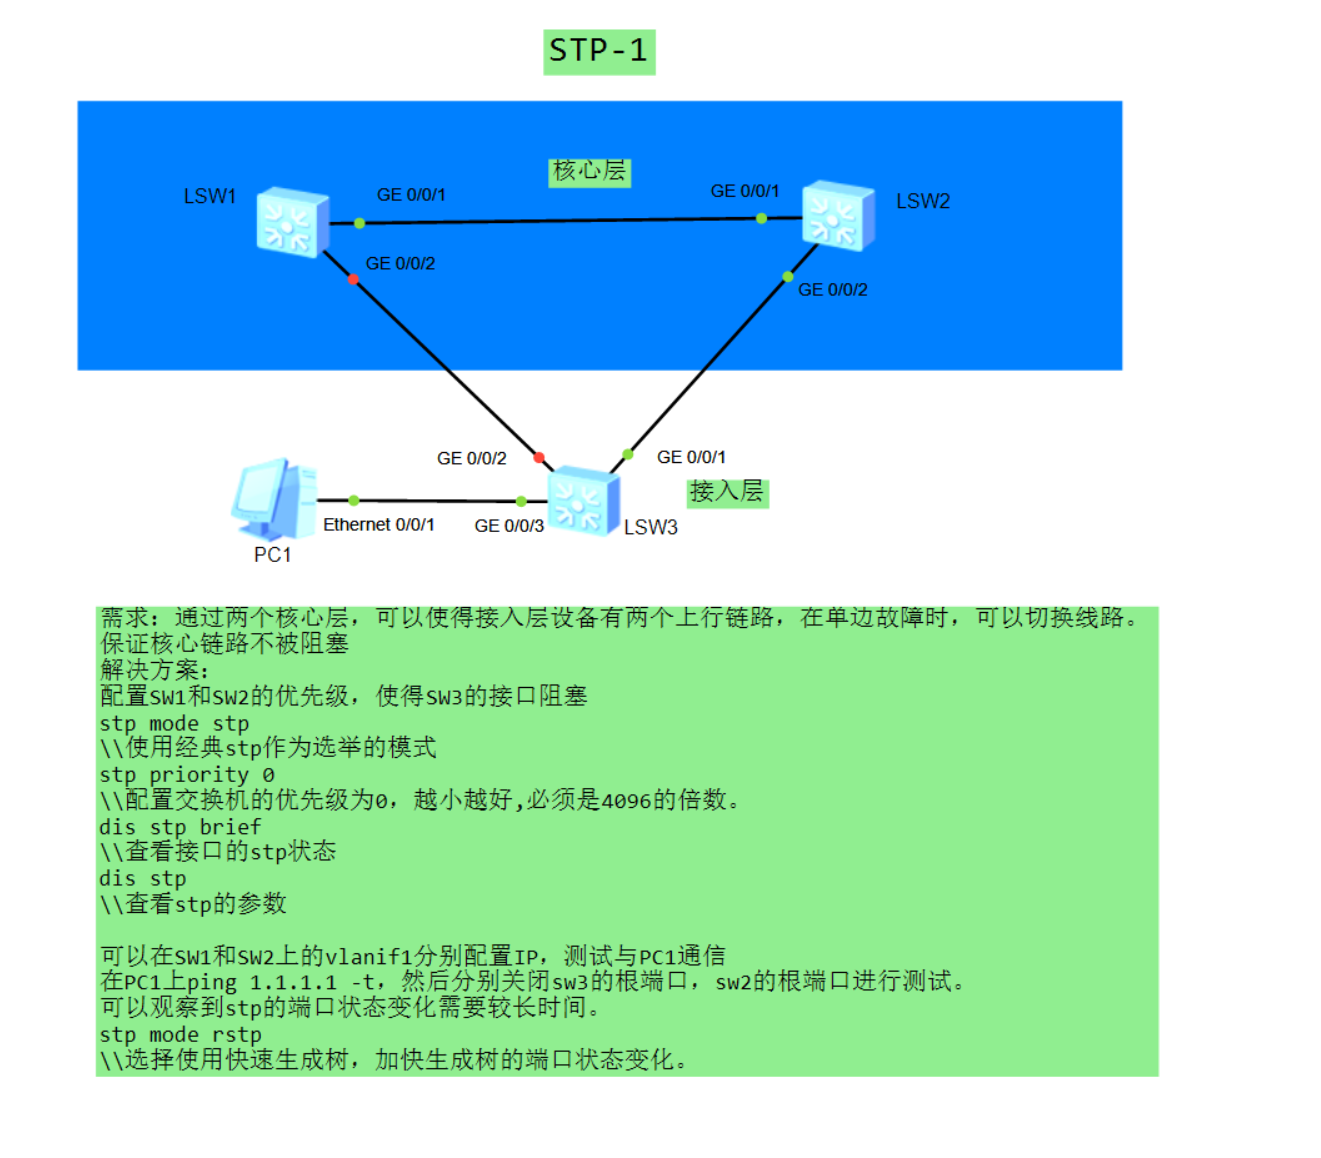 STP-1
核心层
LSW1
GE 0/0/1
GE 0/0/1
LSW2
GE 0/0/2
GE 0/0/2
GE 0/0/2
GE 0/0/1
接入层
Ethernet 0/0/1
GE 0/0/3
LSW3
PC1
需求：通过两个核心层，可以使得接入层设备有两个上行链路，在单边故障时，可以切换线路。
保证核心链路不被阻塞
解决方案：
配置SW1和SW2的优先级，使得SW3的接口阻塞
stp mode stp
\\使用经典stp作为选举的模式
stp priority 0
\\配置交换机的优先级为0，越小越好,必须是4096的倍数。
dis stp brief
\\查看接口的stp状态
dis stp
\\查看stp的参数
可以在SW1和SW2上的vlanif1分别配置IP，测试与PC1通信
在PC1上ping 1.1.1.1 -t，然后分别关闭sw3的根端口，sw2的根端口进行测试。
可以观察到stp的端口状态变化需要较长时间。
stp mode rstp
\\选择使用快速生成树，加快生成树的端口状态变化。